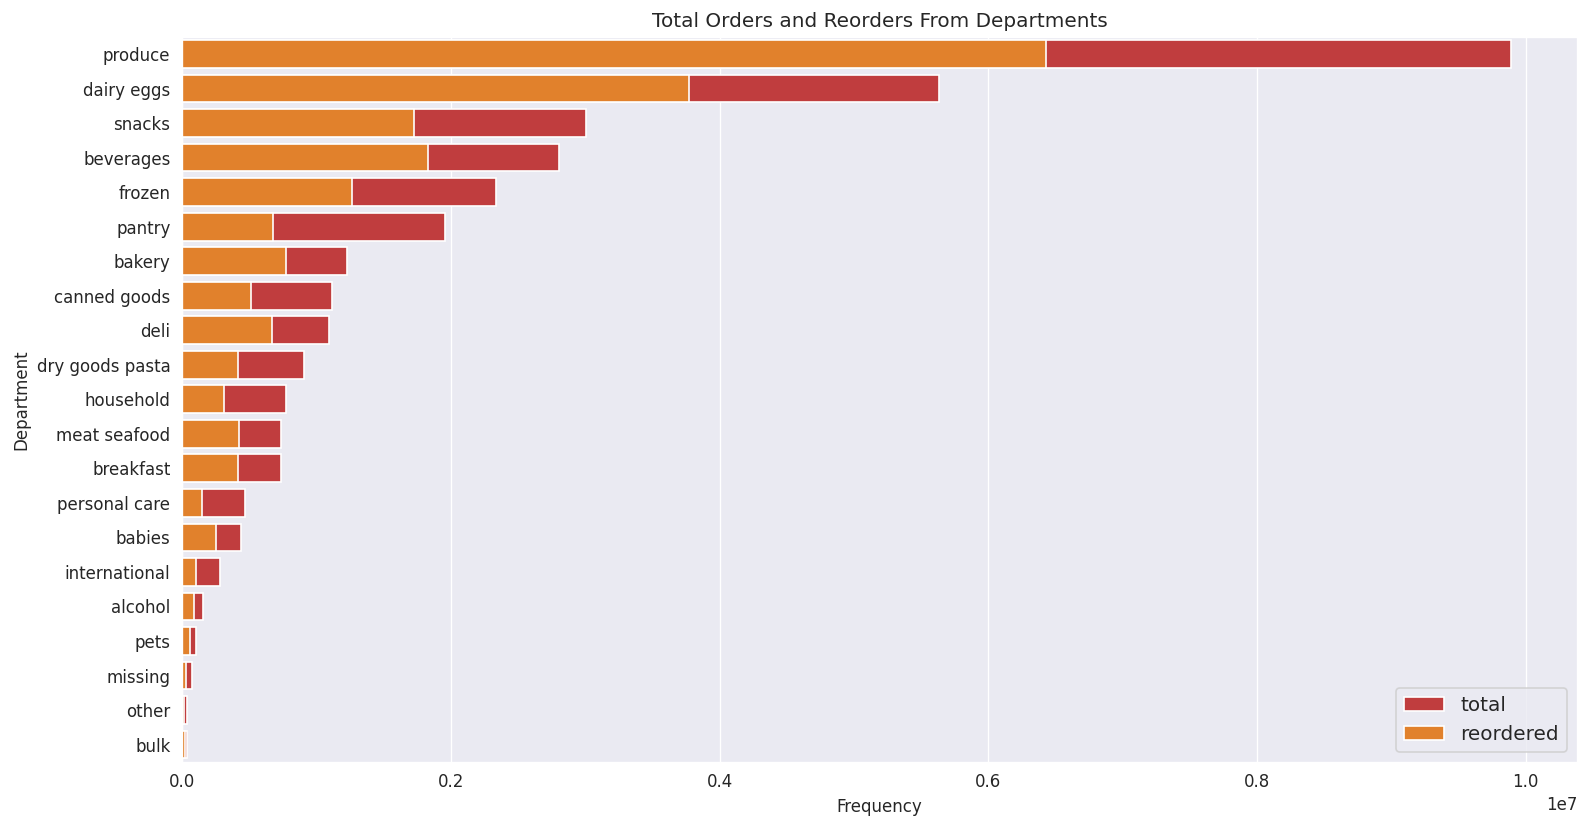 Total Orders and Reorders From Departments
produce
dairy eggs
snacks
beverages
frozen
pantry
bakery
canned goods
deli
dry goods pasta
household
meat seafood
breakfast
personal care
babies
international
alcohol
pets
missing
other
bulk
Department
total
reordered
0.0 0.2 0.4 0.6 0.8 1.0
1e7
Frequency